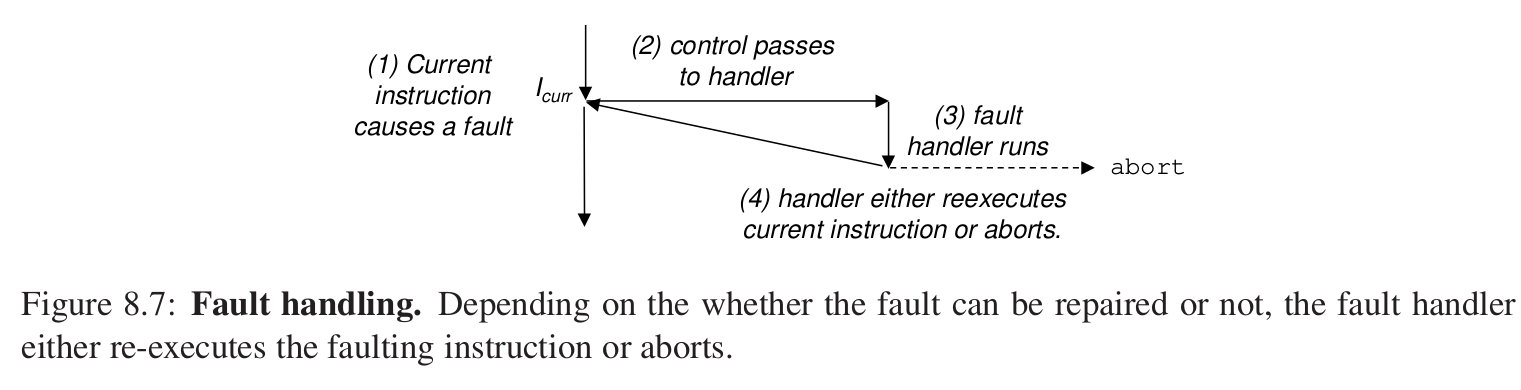 (1) Current
instruction
causes a fault
Icurr
(2) control passes
to handler
(3) fault
handler runs
abort
(4) handler either reexecutes
current instruction or aborts.
Figure 8.7: Fault handling. Depending on the whether the fault can be repaired or not, the fault handler
either re-executes the faulting instruction or aborts.